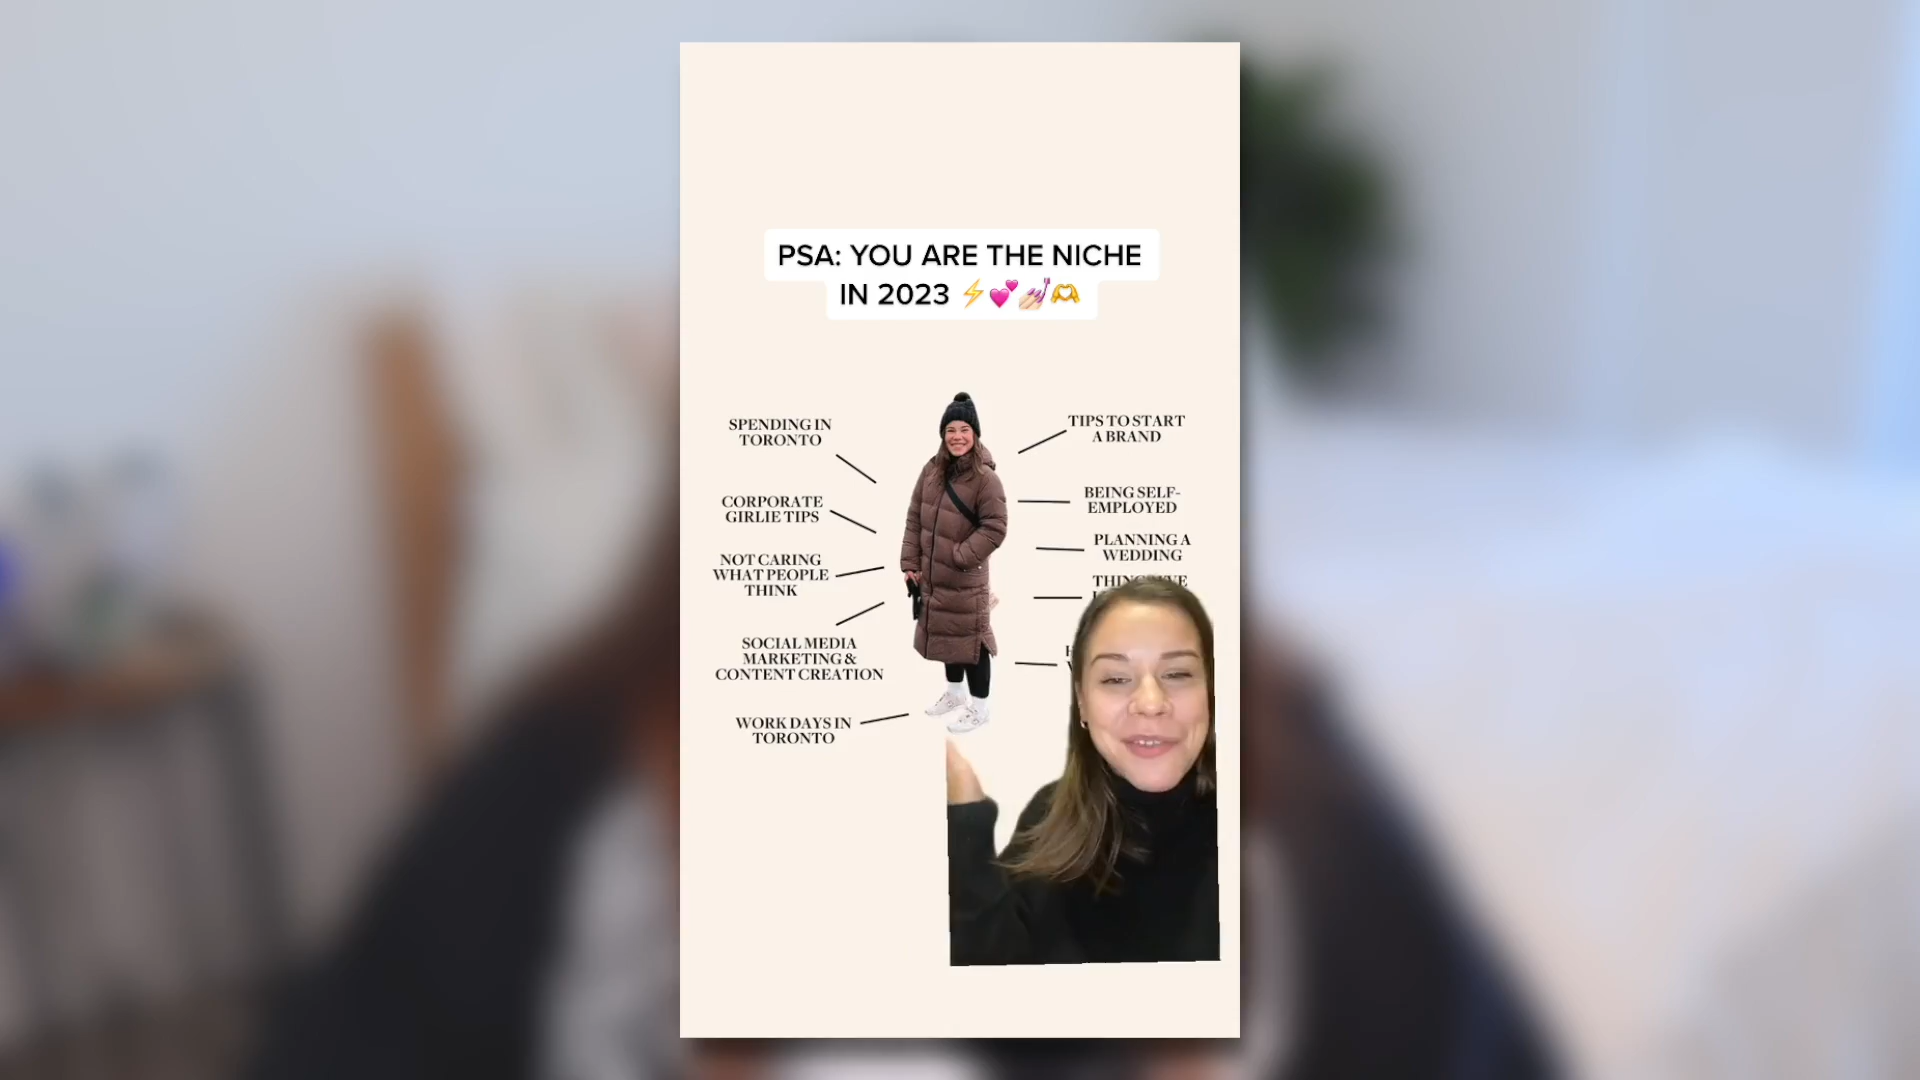 PSA: YOU ARE THE NICHE
IN 2023 ⚡💕💅🏻🫶
SPENDING IN
TORONTO
CORPORATE
GIRLIE TIPS
NOT CARING
WHAT PEOPLE
THINK
SOCIAL MEDIA
MARKETING &
CONTENT CREATION
WORK DAYS IN
TORONTO
TIPS TO START
A BRAND
BEING SELF-
EMPLOYED
PLANNING A
WEDDING